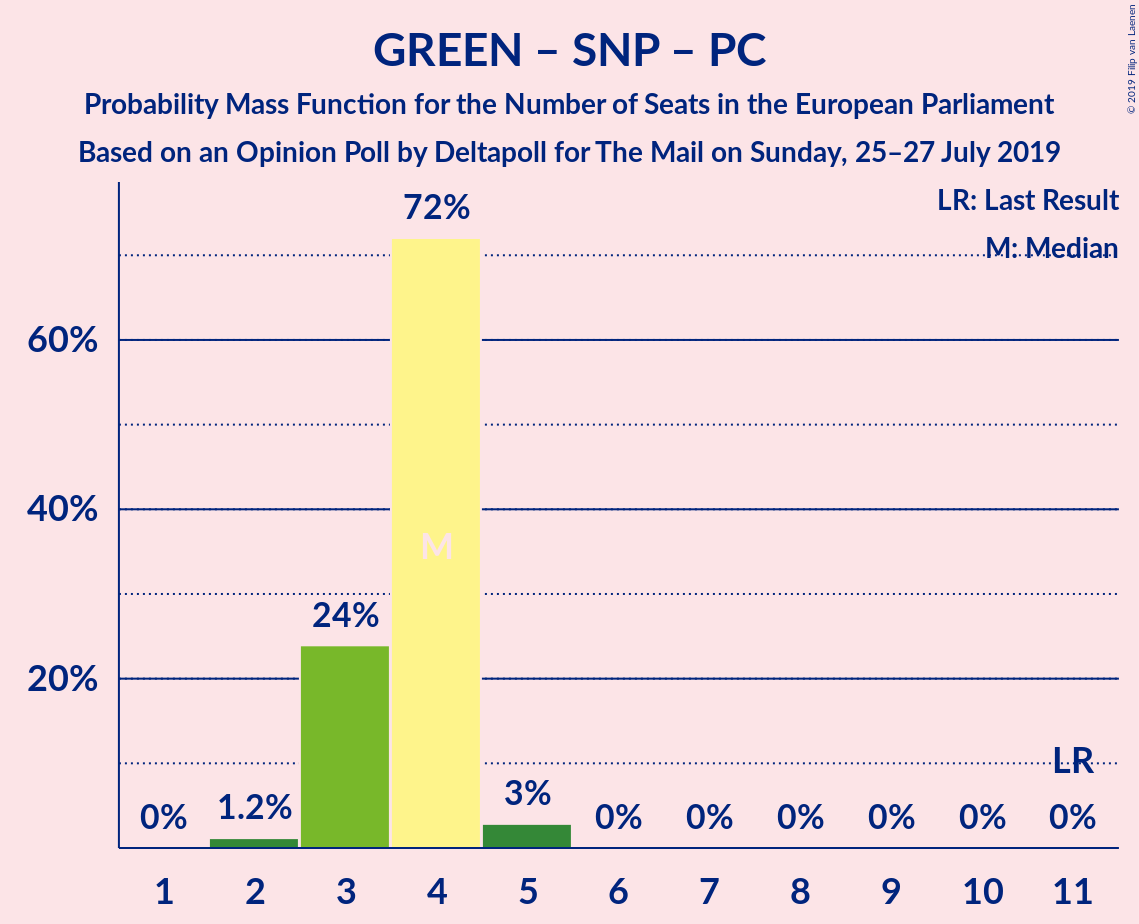 GREEN – SNP – PC
Probability Mass Function for the Number of Seats in the European Parliament
Based on an Opinion Poll by Deltapoll for The Mail on Sunday, 25–27 July 2019
© 2019 Filip van Laenen
LR: Last Result
M: Median
72%
60%
40%
M
24%
20%
LR
0% 1.2% 3% 0% 0% 0% 0% 0% 0%
1 2 3 4 5 6 7 8 9 10 11